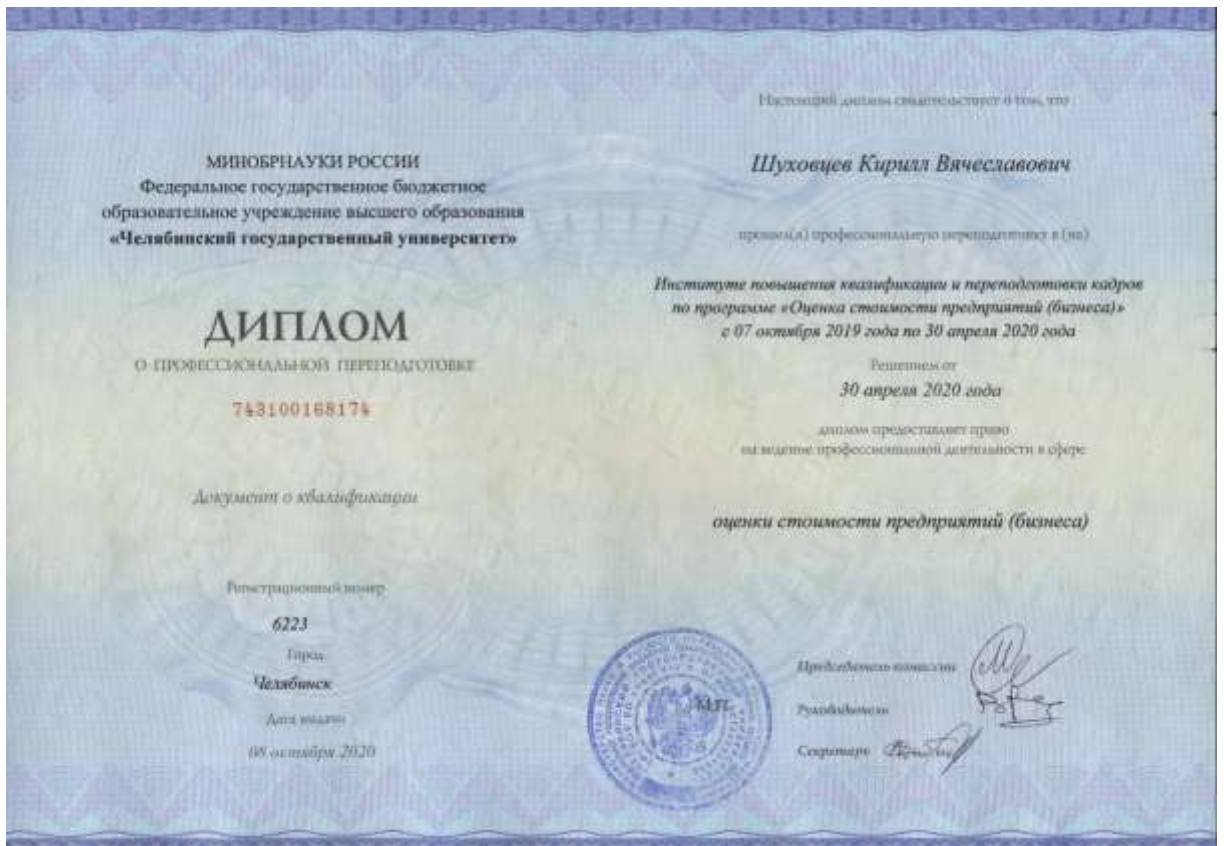 МИНОБРНАУКИ РОССИИ
Федеральное государственное бюджетное
образовательное учреждение высшего образования
«Челябинский государственный университет»
ДИПЛОМ
О ПРОФЕССИОНАЛЬНОЙ ПЕРЕПОДГОТОВКЕ
743100168174
Документ о квалификации
Регистрационный номер
6223
Город
Челябинск
Дата выдачи
08 октября 2020
Настоящий диплом свидетельствует о том, что
Шуховцев Кирилл Вячеславович
прошел(а) профессиональную переподготовку в (на)
Институте повышения квалификации и переподготовки кадров
по программе «Оценка стоимости предприятий (бизнеса)»
с 07 октября 2019 года по 30 апреля 2020 года
Решением от
30 апреля 2020 года
диплом предоставляет право
на ведение профессиональной деятельности в сфере
оценки стоимости предприятий (бизнеса)
М.П.
Председатель комиссии
Руководитель
Секретарь